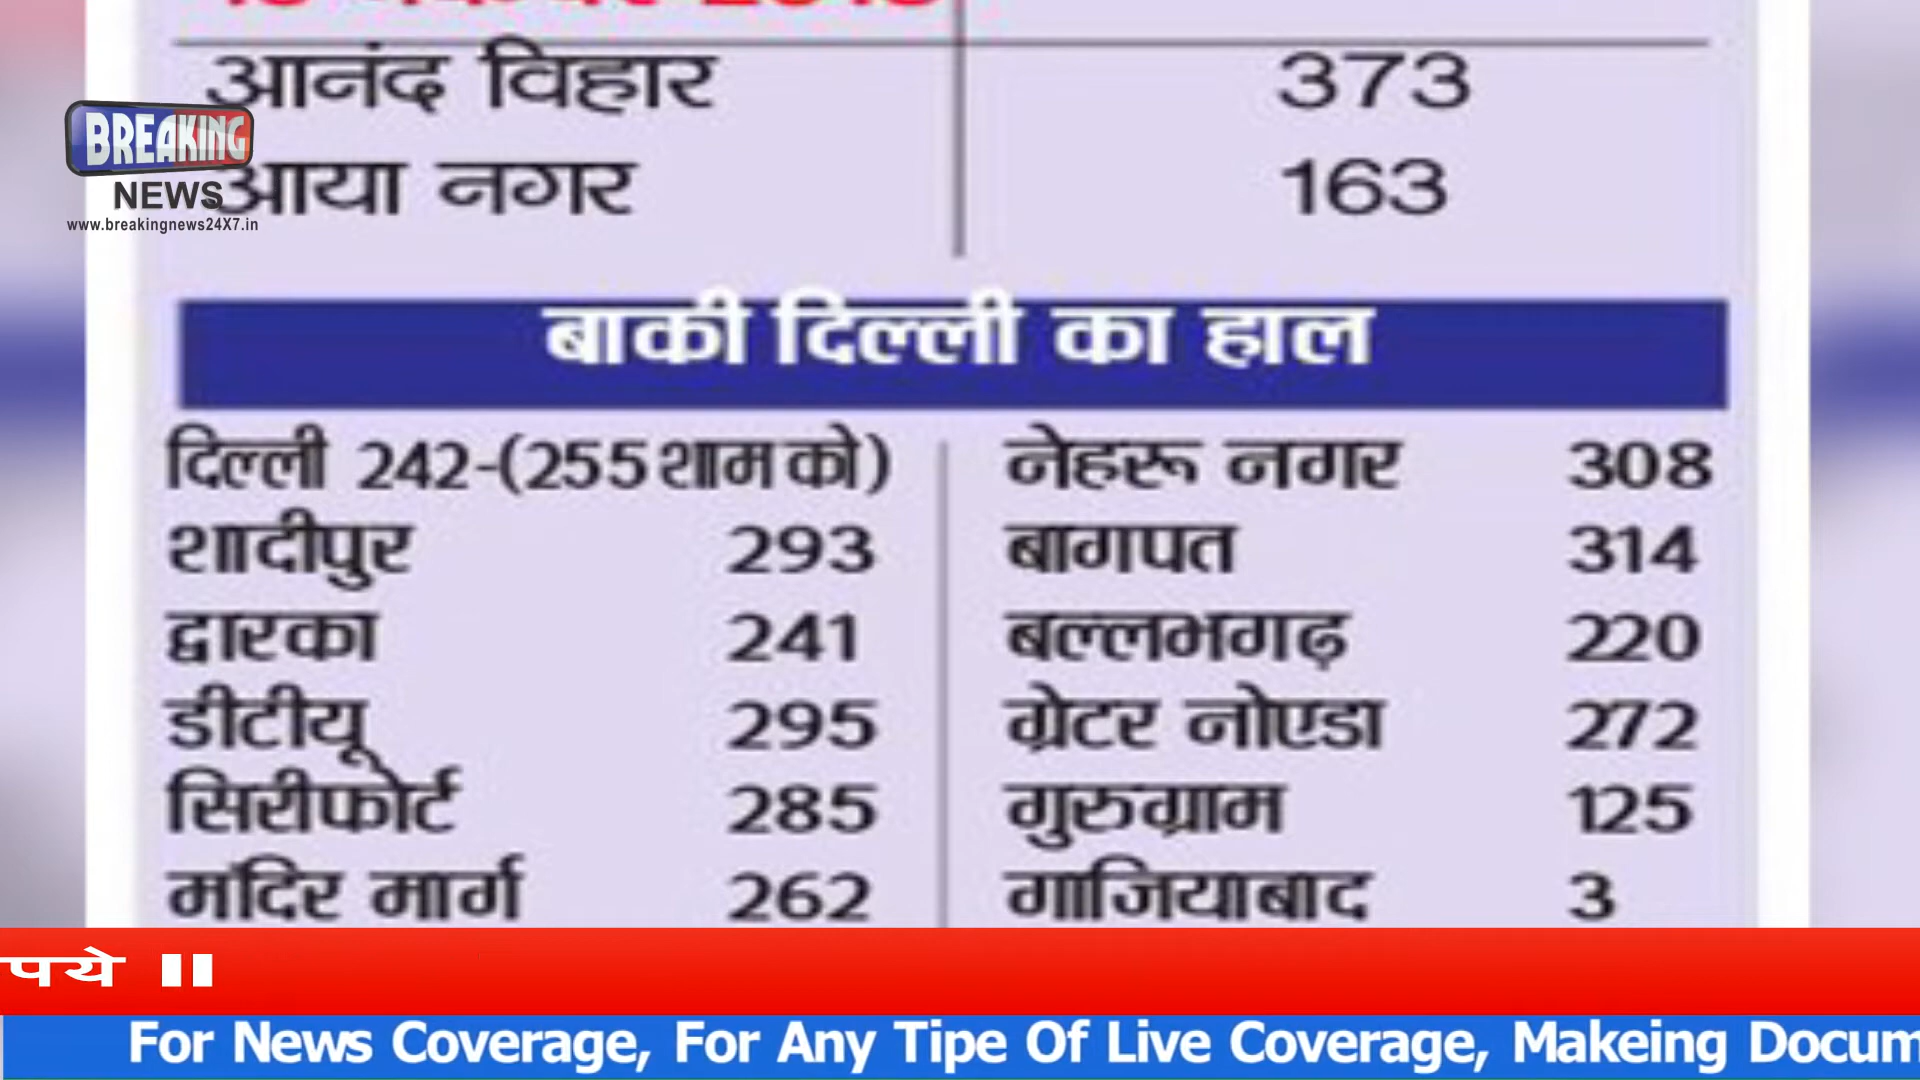 आनंद विहार 373
BREAKING
NEWS
www.breakingnews24X7.in
आया नगर 163
बाकी दिल्ली का हाल
दिल्ली 242-(255 शाम को)
शादीपुर 293
द्वारका 241
डीटीयू 295
सिरीफोर्ट 285
मंदिर मार्ग 262
नेहरू नगर 308
बागपत 314
बल्लभगढ़ 220
ग्रेटर नोएडा 272
गुरुग्राम 125
गाजियाबाद 3
पये ॥
For News Coverage, For Any Tipe Of Live Coverage, Makeing Docum